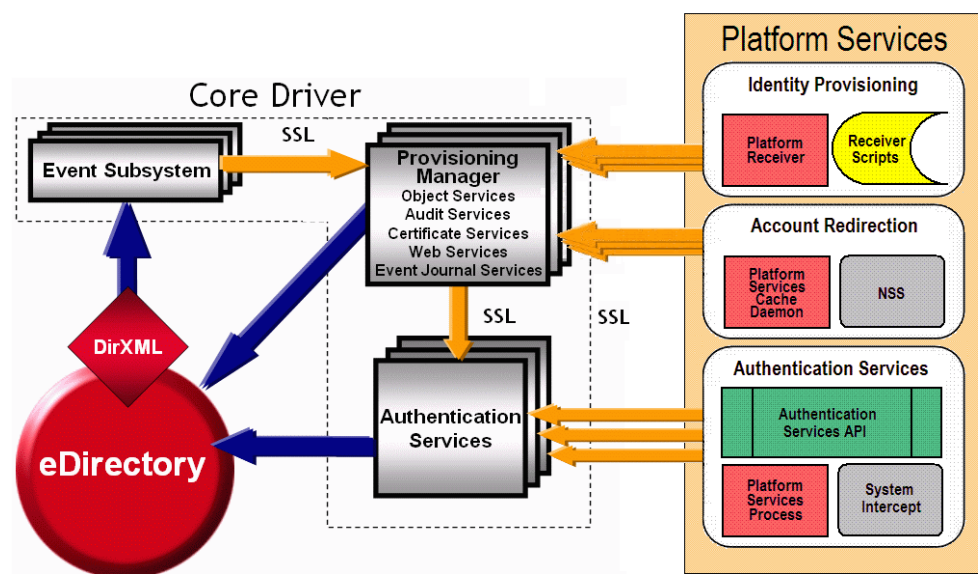 Core Driver
SSL
Event Subsystem
Provisioning
Manager
Object Services
Audit Services
Certificate Services
Web Services
Event Journal Services
SSL
SSL
Authentication
Services
DirXML
eDirectory
Platform Services
Identity Provisioning
Platform
Receiver
Receiver
Scripts
Account Redirection
Platform
Services
Cache
Daemon
NSS
Authentication Services
Authentication
Services API
Platform
Services
Process
System
Intercept